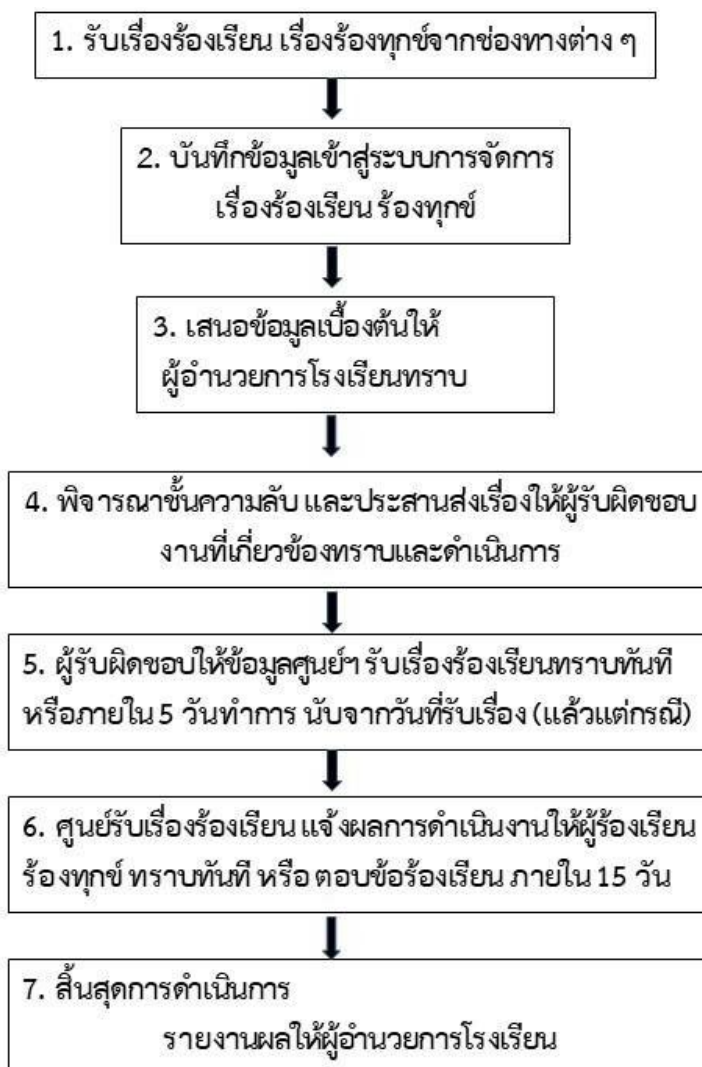 1. รับเรื่องร้องเรียน เรื่องร้องทุกข์จากช่องทางต่าง ๆ
2. บันทึกข้อมูลเข้าสู่ระบบการจัดการ
เรื่องร้องเรียน ร้องทุกข์
3. เสนอข้อมูลเบื้องต้นให้
ผู้อำนวยการโรงเรียนทราบ
4. พิจารณาชั้นความลับ และประสานส่งเรื่องให้ผู้รับผิดชอบ
งานที่เกี่ยวข้องทราบและดำเนินการ
5. ผู้รับผิดชอบให้ข้อมูลศูนย์ฯ รับเรื่องร้องเรียนทราบทันที
หรือภายใน 5 วันทำการ นับจากวันที่รับเรื่อง (แล้วแต่กรณี)
6. ศูนย์รับเรื่องร้องเรียน แจ้งผลการดำเนินงานให้ผู้ร้องเรียน
ร้องทุกข์ ทราบทันที หรือ ตอบข้อร้องเรียน ภายใน 15 วัน
7. สิ้นสุดการดำเนินการ
รายงานผลให้ผู้อำนวยการโรงเรียน